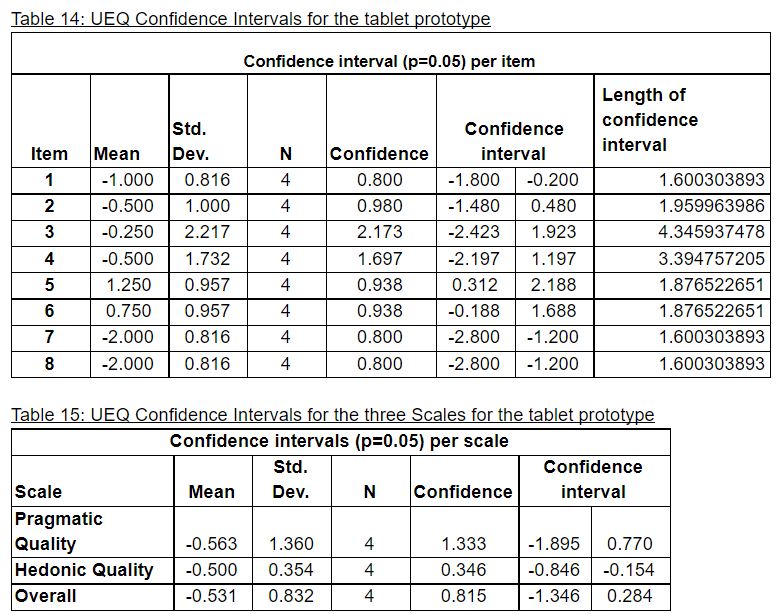 Table 14: UEQ Confidence Intervals for the tablet prototype
Confidence interval (p=0.05) per item
Item Mean Std. Dev. N Confidence Confidence interval Length of confidence interval
1 -1.000 0.816 4 0.800 -1.800 -0.200 1.600303893
2 -0.500 1.000 4 0.980 -1.480 0.480 1.959963986
3 -0.250 2.217 4 2.173 -2.423 1.923 4.345937478
4 -0.500 1.732 4 1.697 -2.197 1.197 3.394757205
5 1.250 0.957 4 0.938 0.312 2.188 1.876522651
6 0.750 0.957 4 0.938 -0.188 1.688 1.876522651
7 -2.000 0.816 4 0.800 -2.800 -1.200 1.600303893
8 -2.000 0.816 4 0.800 -2.800 -1.200 1.600303893
Table 15: UEQ Confidence Intervals for the three Scales for the tablet prototype
Confidence intervals (p=0.05) per scale
Scale Mean Std. Dev. N Confidence Confidence interval
Pragmatic Quality -0.563 1.360 4 1.333 -1.895 0.770
Hedonic Quality -0.500 0.354 4 0.346 -0.846 -0.154
Overall -0.531 0.832 4 0.815 -1.346 0.284